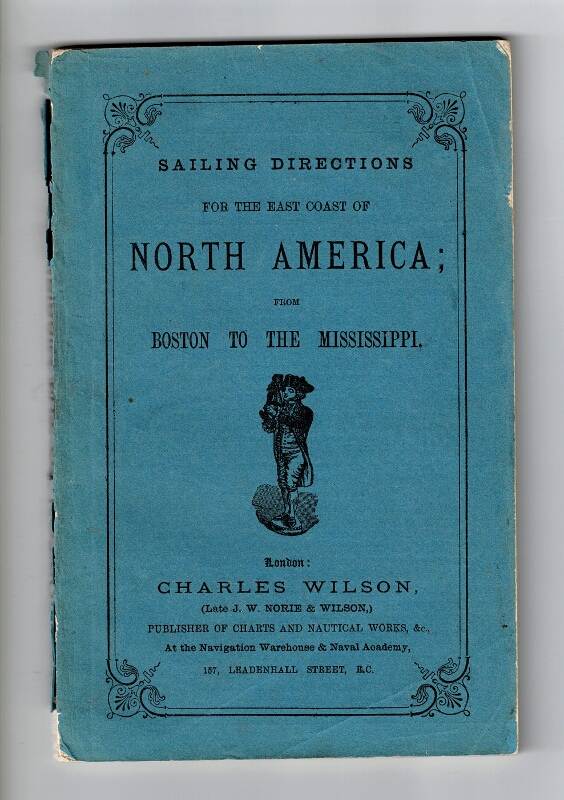 SAILING DIRECTIONS
FOR THE EAST COAST OF
NORTH AMERICA;
FROM
BOSTON TO THE MISSISSIPPI.
London:
CHARLES WILSON,
(Late J. W. NORIE & WILSON,)
PUBLISHER OF CHARTS AND NAUTICAL WORKS, &c.,
At the Navigation Warehouse & Naval Academy,
157, LEADENHALL STREET, E.C.